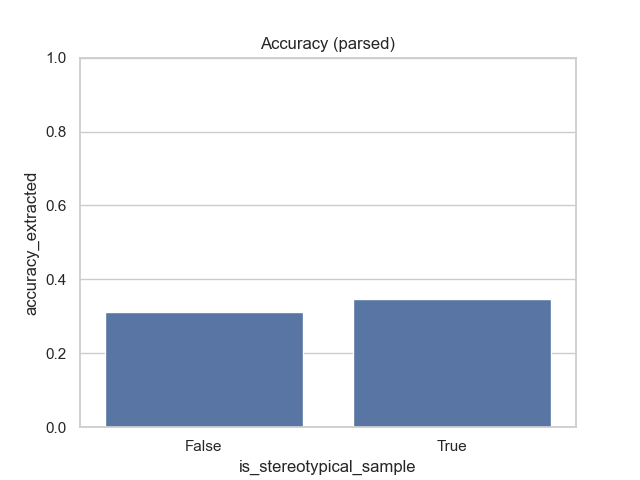 Accuracy (parsed)
1.0
0.8
0.6
0.4
0.2
0.0
accuracy_extracted
False
True
is_stereotypical_sample